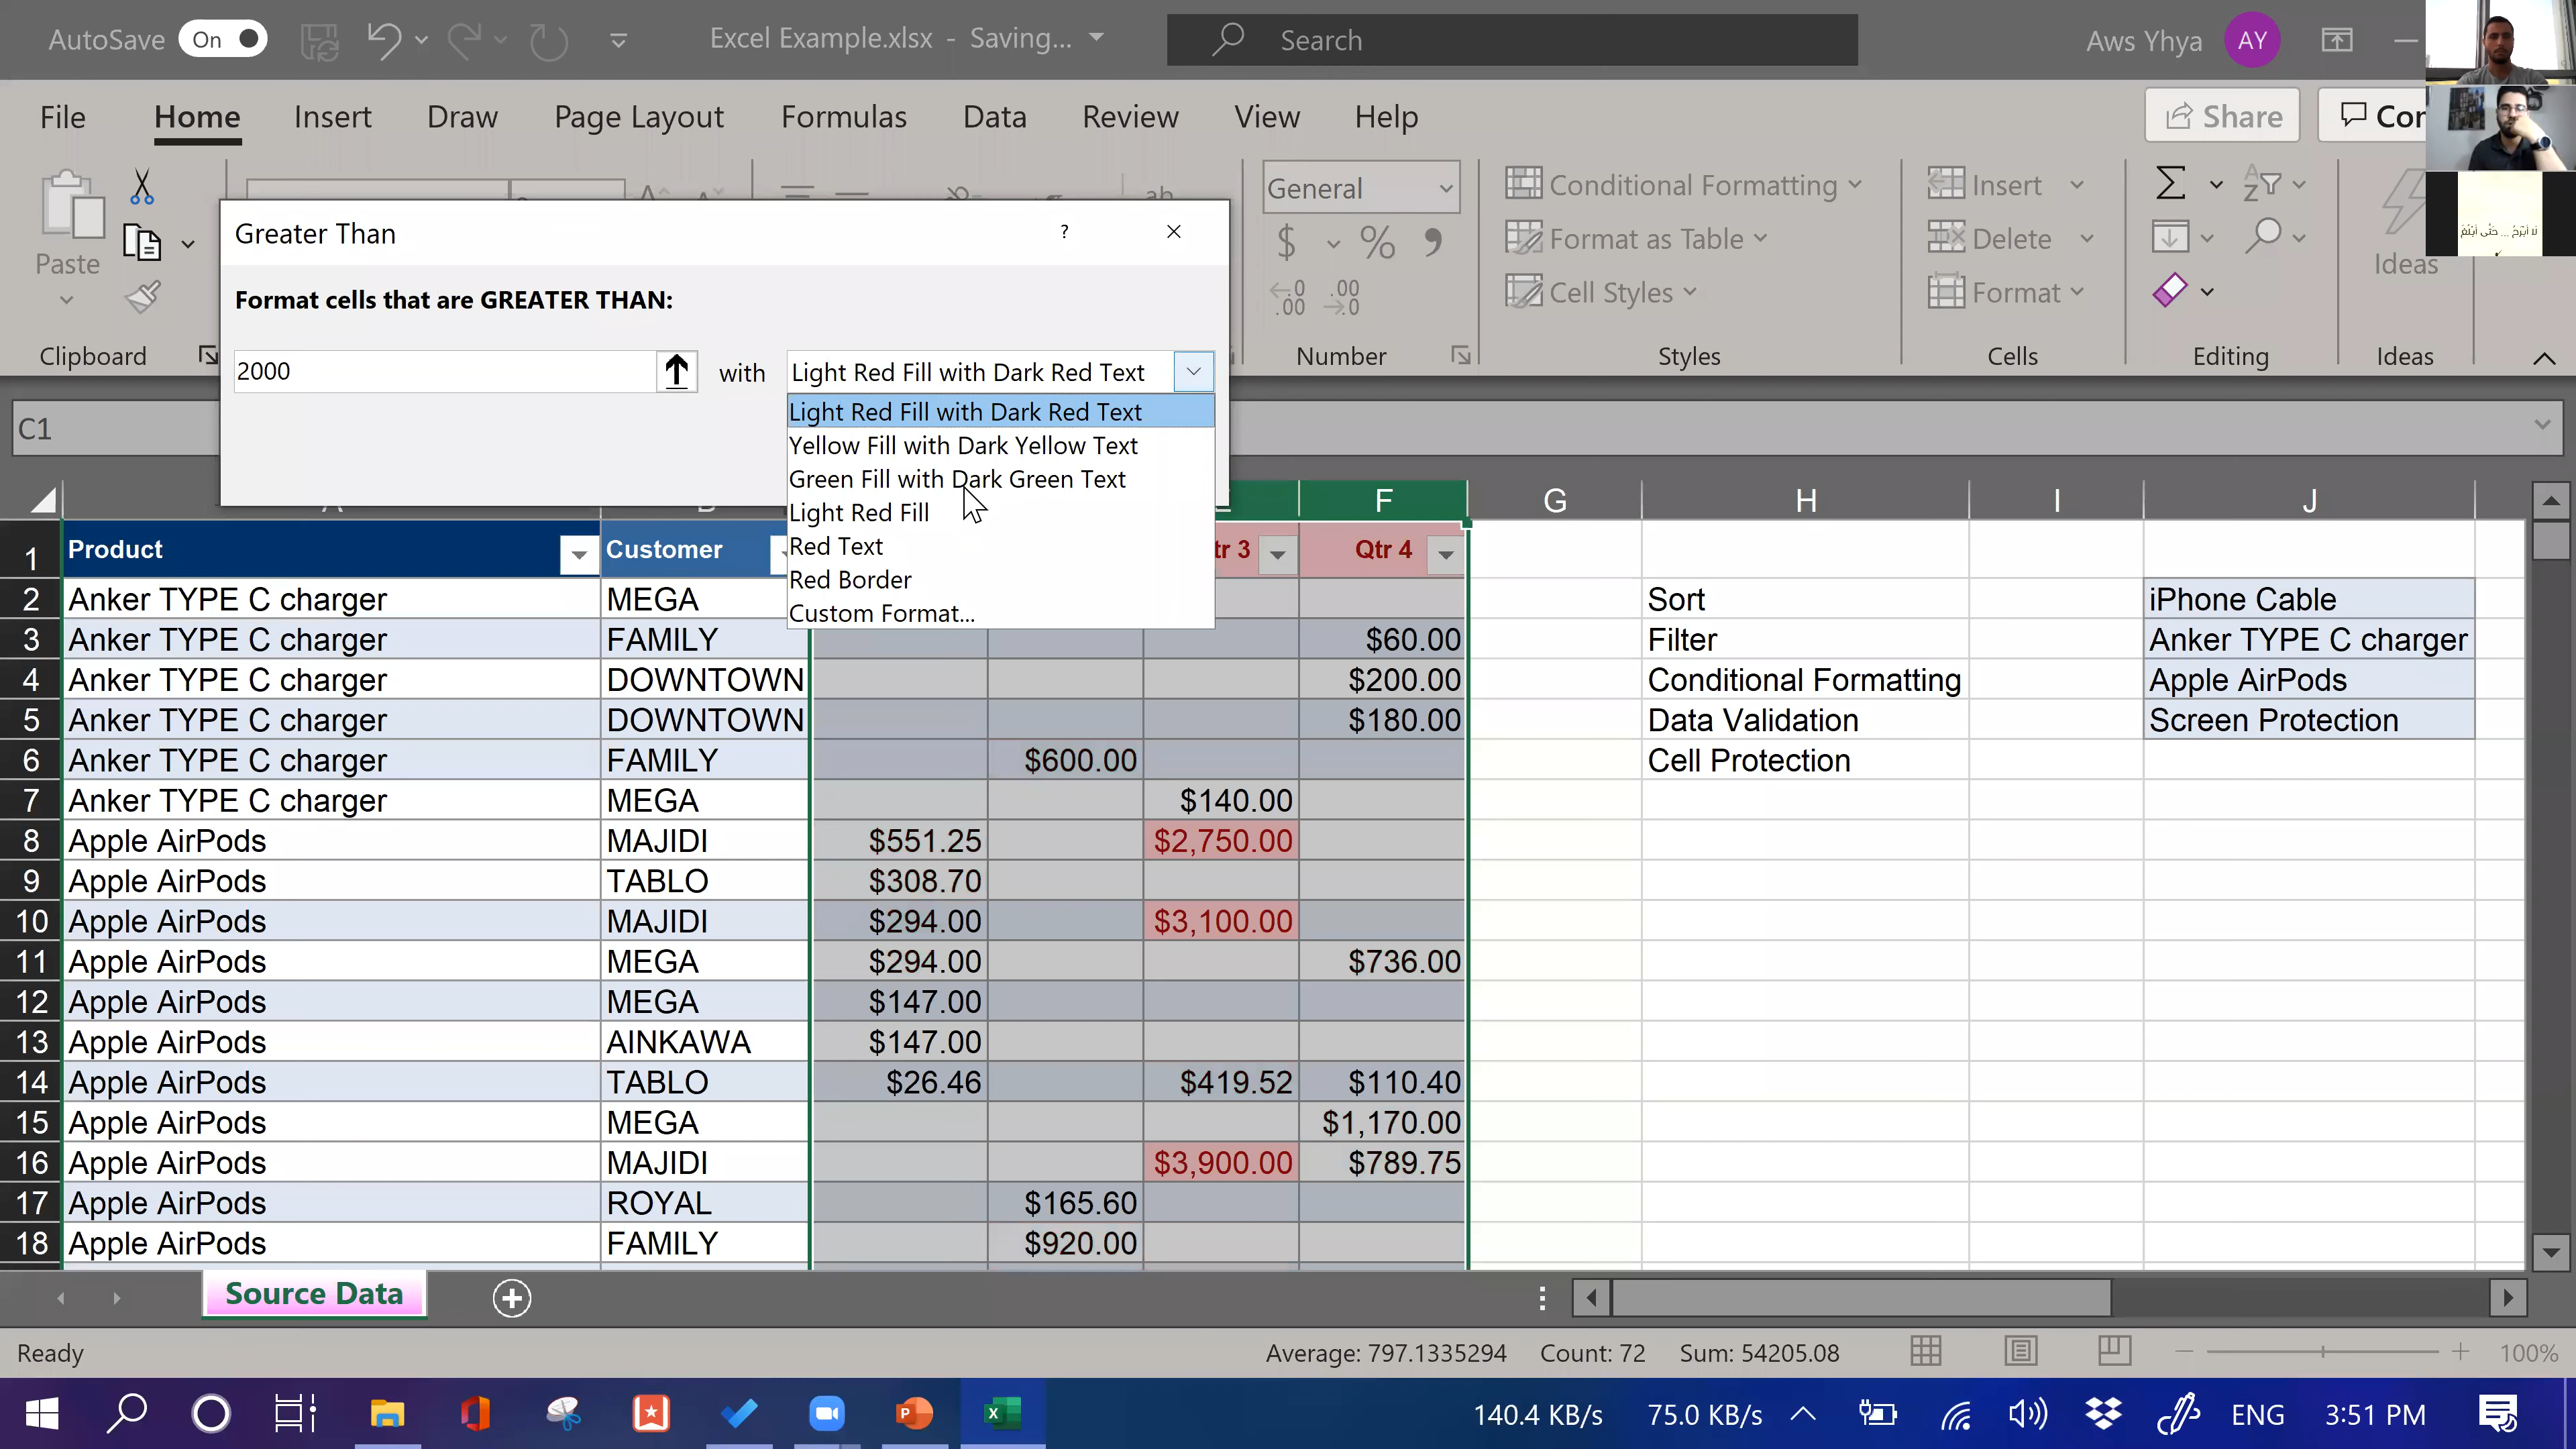 AutoSave On Excel Example.xlsx - Saving... Search Aws Yhya AY
File Home Insert Draw Page Layout Formulas Data Review View Help Share
Paste
General
$ % 9
Conditional Formatting
Format as Table
Cell Styles
Insert
Delete
Format
Ideas
Clipboard Number Styles Cells Editing Ideas
لا أبرح ... حتى أبلغ
Greater Than ?
Format cells that are GREATER THAN:
2000 with Light Red Fill with Dark Red Text
Light Red Fill with Dark Red Text
Yellow Fill with Dark Yellow Text
Green Fill with Dark Green Text
Light Red Fill
Red Text
Red Border
Custom Format...
C1
F G H I J
1 Product Customer tr 3 Qtr 4
2 Anker TYPE C charger MEGA Sort iPhone Cable
3 Anker TYPE C charger FAMILY $60.00 Filter Anker TYPE C charger
4 Anker TYPE C charger DOWNTOWN $200.00 Conditional Formatting Apple AirPods
5 Anker TYPE C charger DOWNTOWN $180.00 Data Validation Screen Protection
6 Anker TYPE C charger FAMILY $600.00 Cell Protection
7 Anker TYPE C charger MEGA $140.00
8 Apple AirPods MAJIDI $551.25 $2,750.00
9 Apple AirPods TABLO $308.70
10 Apple AirPods MAJIDI $294.00 $3,100.00
11 Apple AirPods MEGA $294.00 $736.00
12 Apple AirPods MEGA $147.00
13 Apple AirPods AINKAWA $147.00
14 Apple AirPods TABLO $26.46 $419.52 $110.40
15 Apple AirPods MEGA $1,170.00
16 Apple AirPods MAJIDI $3,900.00 $789.75
17 Apple AirPods ROYAL $165.60
18 Apple AirPods FAMILY $920.00
Source Data
Ready Average: 797.1335294 Count: 72 Sum: 54205.08 100%
140.4 KB/s 75.0 KB/s ENG 3:51 PM